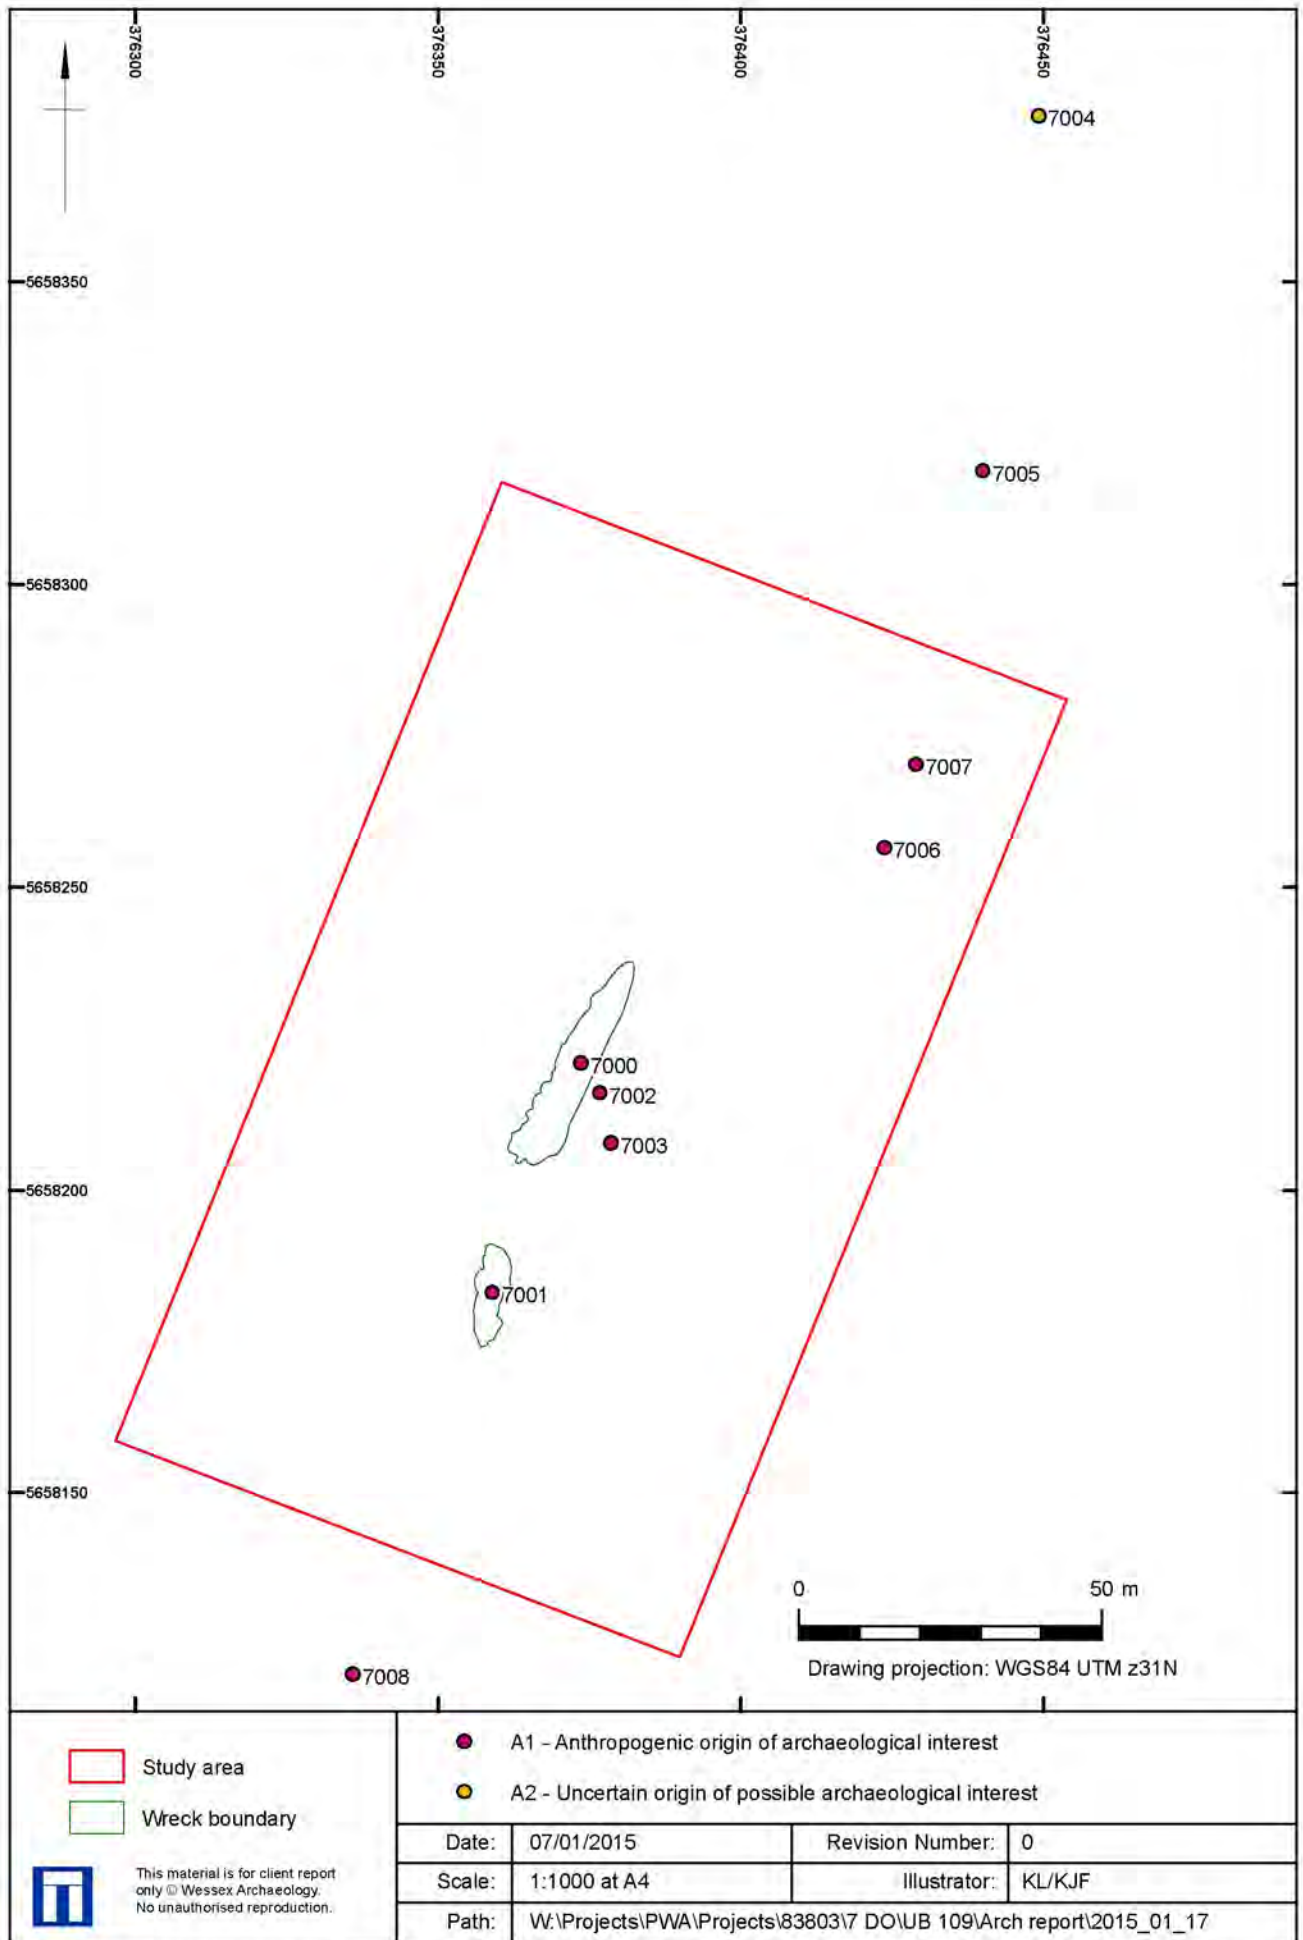 376300
376350
376400
376450
7004
5658350
7005
5658300
7007
7006
5658250
7000
7002
7003
5658200
7001
5658150
0 50 m
Drawing projection: WGS84 UTM z31N
7008
Study area
Wreck boundary
This material is for client report
only © Wessex Archaeology.
No unauthorised reproduction.
A1 - Anthropogenic origin of archaeological interest
A2 - Uncertain origin of possible archaeological interest
Date: 07/01/2015 Revision Number: 0
Scale: 1:1000 at A4 Illustrator: KL/KJF
Path: W:\Projects\PWA\Projects\83803\7 DO\UB 109\Arch report\2015_01_17